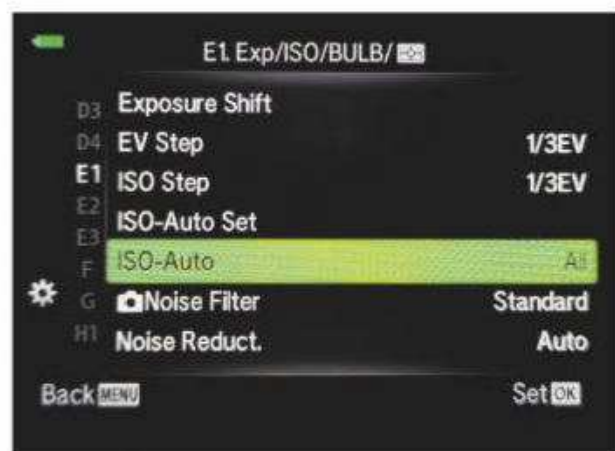 E1. Exp/ISO/BULB/
D3 Exposure Shift
D4 EV Step 1/3EV
E1 ISO Step 1/3EV
E2 ISO-Auto Set
E3
F ISO-Auto All
G Noise Filter Standard
H1 Noise Reduct. Auto
Back MENU Set OK